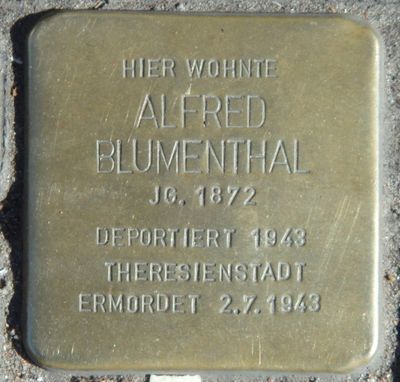 HIER WOHNTE
ALFRED
BLUMENTHAL
JG. 1872
DEPORTIERT 1943
THERESIENSTADT
ERMORDET 2.7.1943